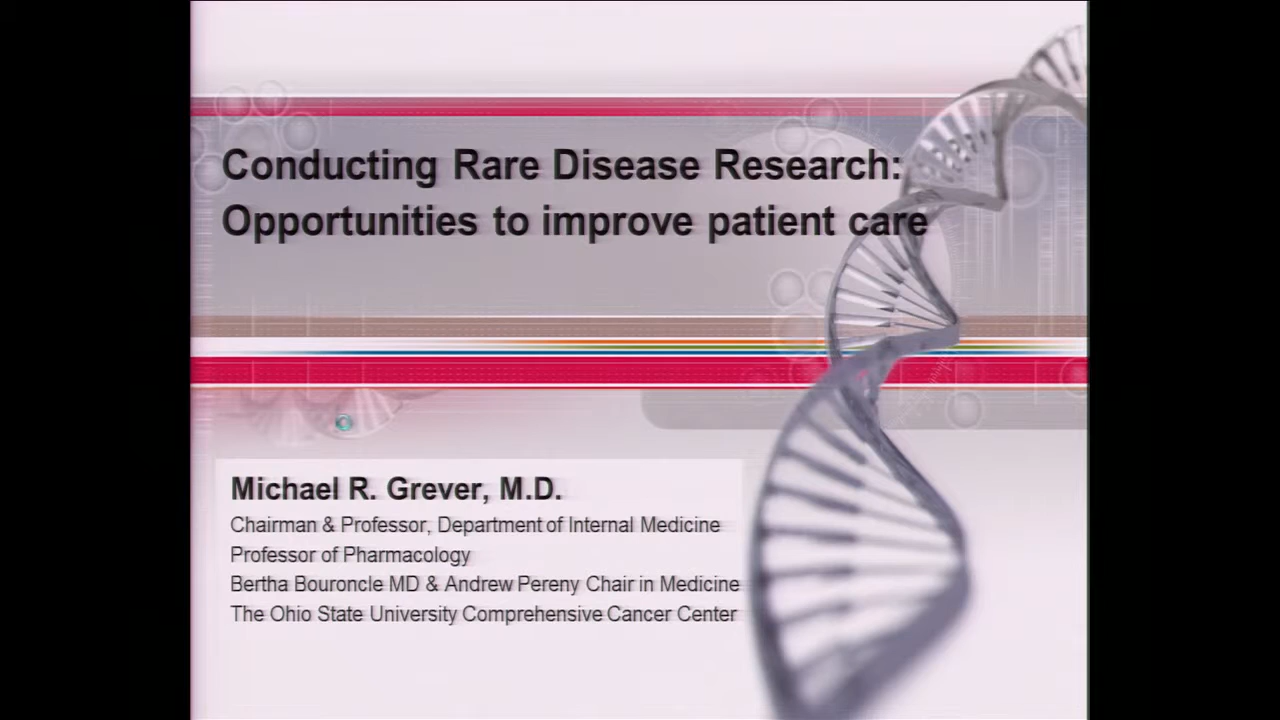 Conducting Rare Disease Research:
Opportunities to improve patient care
Michael R. Grever, M.D.
Chairman & Professor, Department of Internal Medicine
Professor of Pharmacology
Bertha Bouroncle MD & Andrew Pereny Chair in Medicine
The Ohio State University Comprehensive Cancer Center